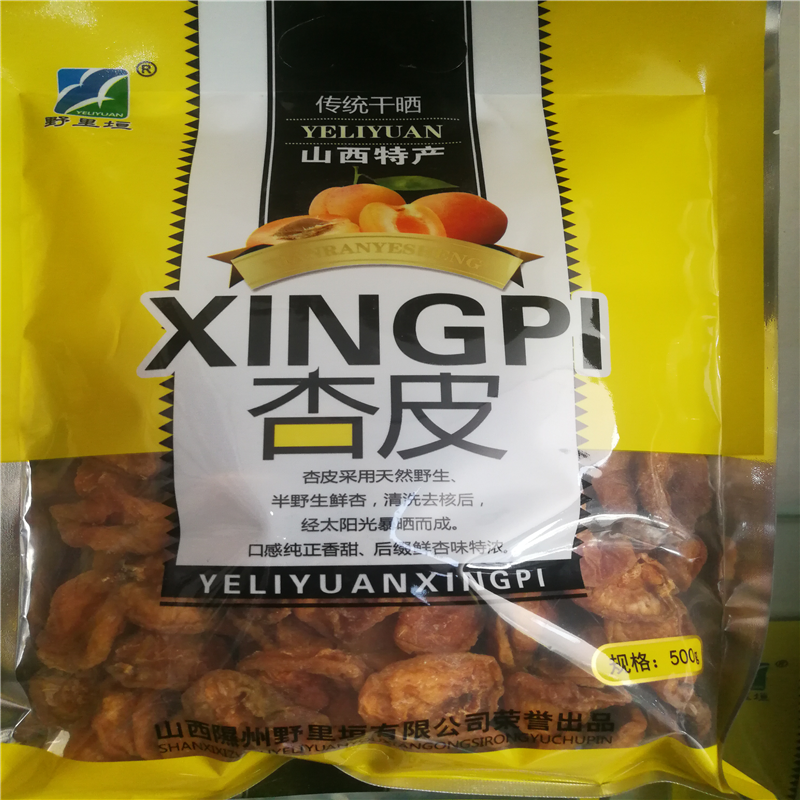 ®
YELIYUAN
野里垣
传统干晒
YELIYUAN
山西特产
XINGPI
杏皮
杏皮采用天然野生、
半野生鲜杏，清洗去核后，
经太阳光暴晒而成。
口感纯正香甜、后缀鲜杏味特浓。
YELIYUANXINGPI
规格：500g
山西隰州野里垣有限公司荣誉出品